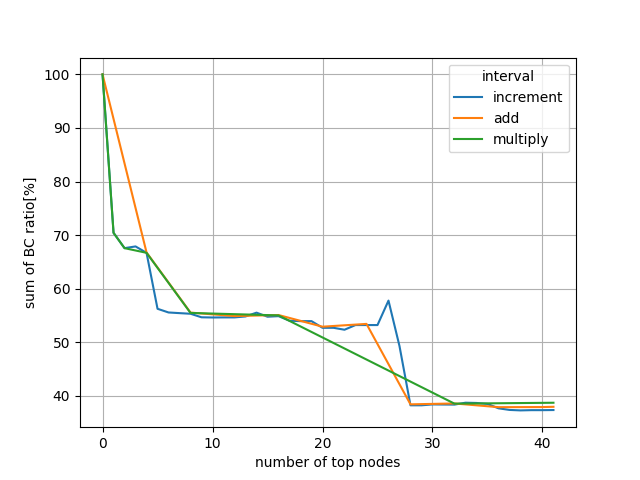 100
90
80
70
60
50
40
sum of BC ratio[%]
interval
increment
add
multiply
0 10 20 30 40
number of top nodes